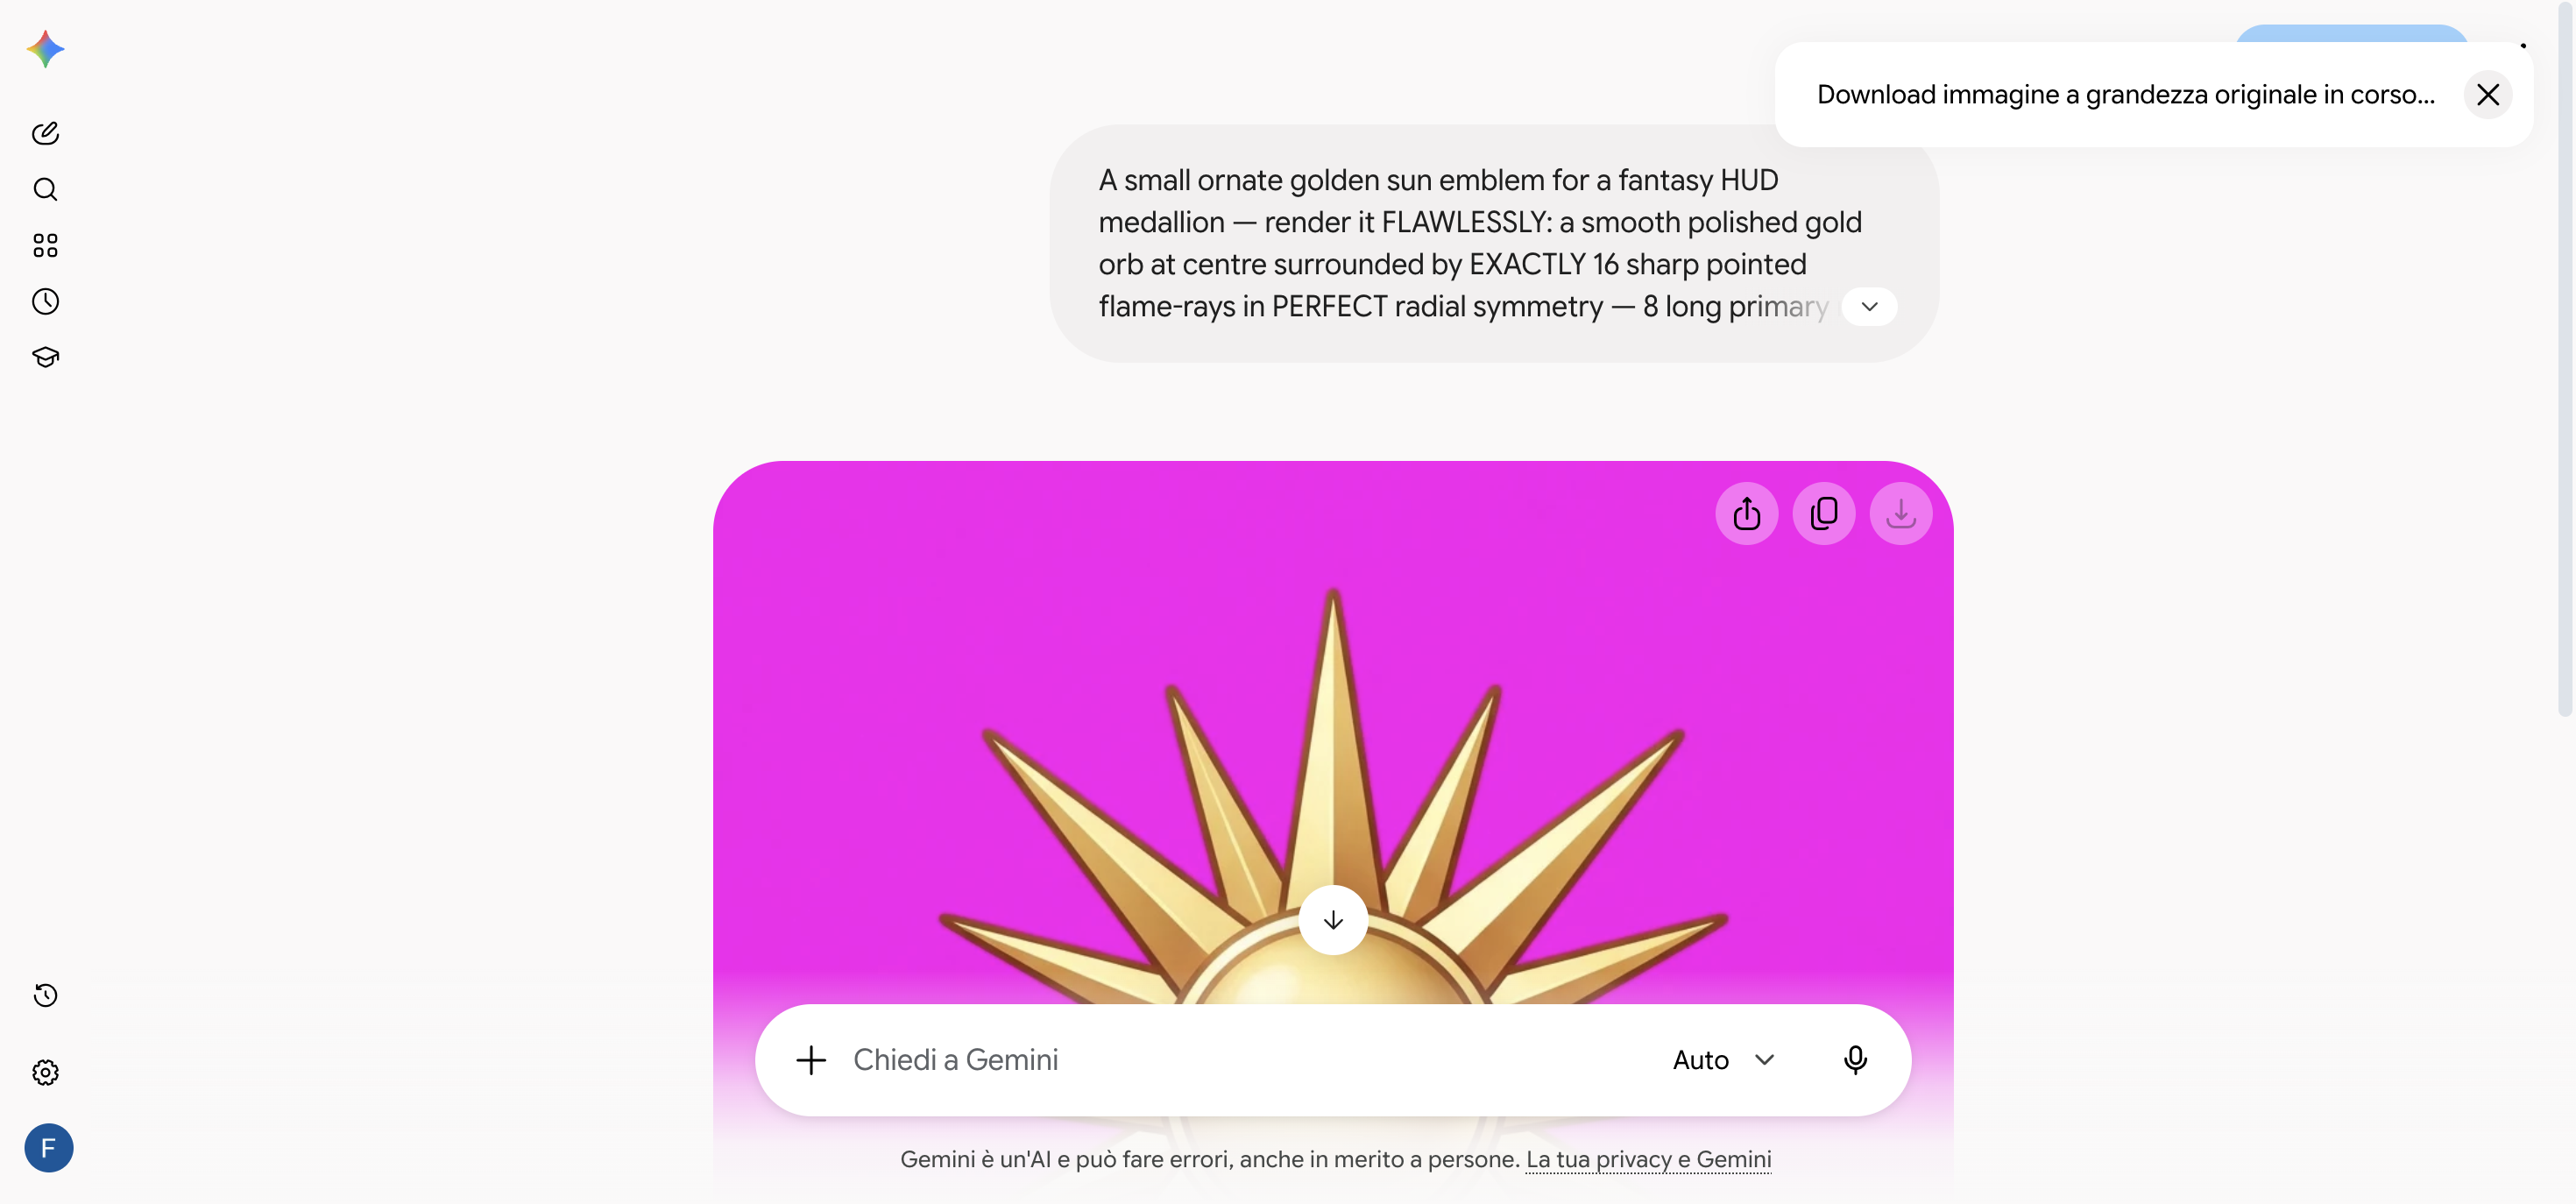 Download immagine a grandezza originale in corso...
A small ornate golden sun emblem for a fantasy HUD
medallion — render it FLAWLESSLY: a smooth polished gold
orb at centre surrounded by EXACTLY 16 sharp pointed
flame-rays in PERFECT radial symmetry — 8 long primary
Chiedi a Gemini
Auto
F
Gemini è un'AI e può fare errori, anche in merito a persone. La tua privacy e Gemini